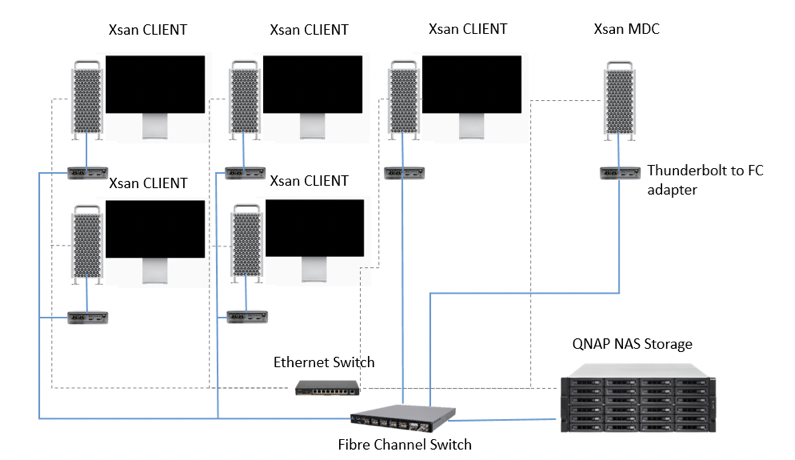 Xsan CLIENT
Xsan CLIENT
Xsan CLIENT
Xsan MDC
Thunderbolt to FC
adapter
Xsan CLIENT
Xsan CLIENT
QNAP NAS Storage
Ethernet Switch
Fibre Channel Switch